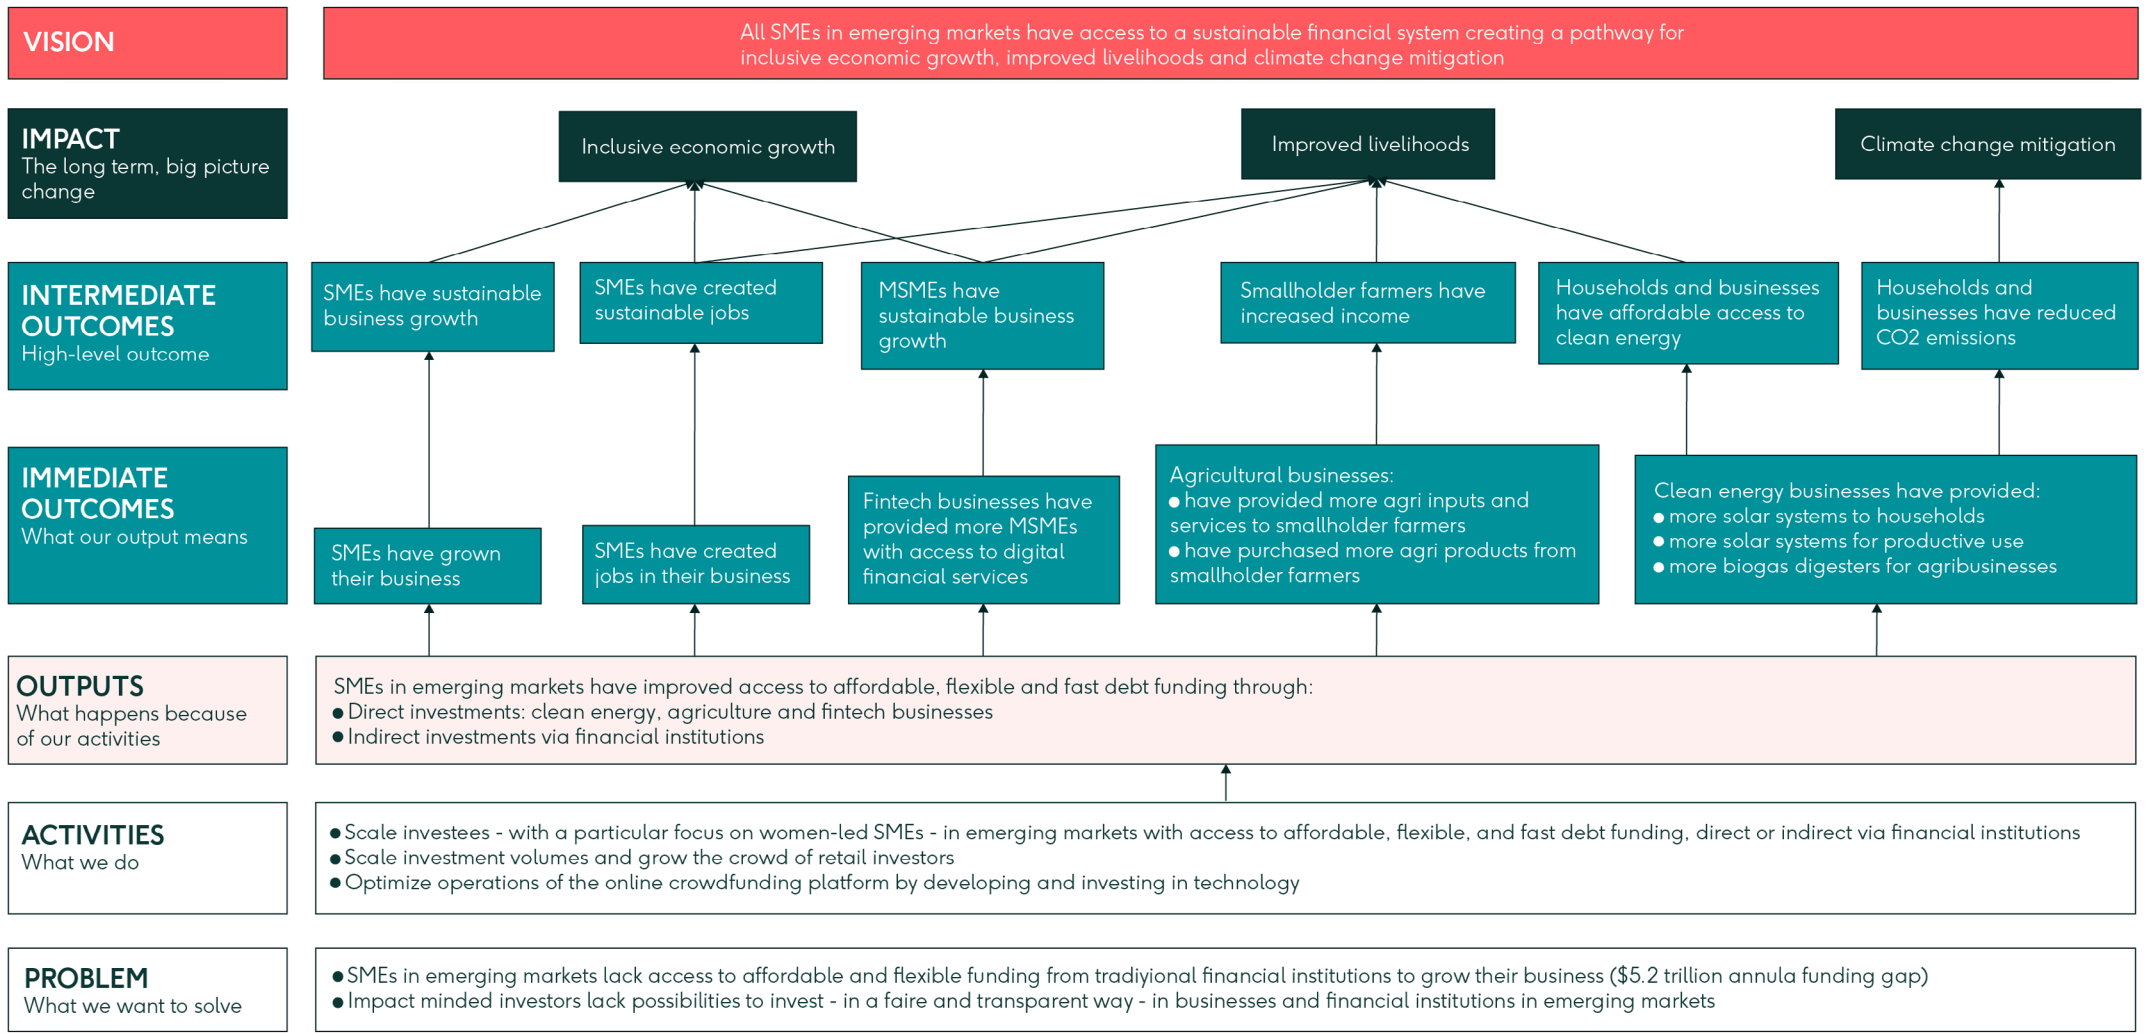 VISION
All SMEs in emerging markets have access to a sustainable financial system creating a pathway for
inclusive economic growth, improved livelihoods and climate change mitigation
IMPACT
The long term, big picture
change
Inclusive economic growth
Improved livelihoods
Climate change mitigation
INTERMEDIATE
OUTCOMES
High-level outcome
SMEs have sustainable
business growth
SMEs have created
sustainable jobs
MSMEs have
sustainable business
growth
Smallholder farmers have
increased income
Households and businesses
have affordable access to
clean energy
Households and
businesses have reduced
CO2 emissions
IMMEDIATE
OUTCOMES
What our output means
SMEs have grown
their business
SMEs have created
jobs in their business
Fintech businesses have
provided more MSMEs
with access to digital
financial services
Agricultural businesses:
● have provided more agri inputs and
services to smallholder farmers
● have purchased more agri products from
smallholder farmers
Clean energy businesses have provided:
● more solar systems to households
● more solar systems for productive use
● more biogas digesters for agribusinesses
OUTPUTS
What happens because
of our activities
SMEs in emerging markets have improved access to affordable, flexible and fast debt funding through:
● Direct investments: clean energy, agriculture and fintech businesses
● Indirect investments via financial institutions
ACTIVITIES
What we do
● Scale investees - with a particular focus on women-led SMEs - in emerging markets with access to affordable, flexible, and fast debt funding, direct or indirect via financial institutions
● Scale investment volumes and grow the crowd of retail investors
● Optimize operations of the online crowdfunding platform by developing and investing in technology
PROBLEM
What we want to solve
● SMEs in emerging markets lack access to affordable and flexible funding from tradiyional financial institutions to grow their business ($5.2 trillion annula funding gap)
● Impact minded investors lack possibilities to invest - in a faire and transparent way - in businesses and financial institutions in emerging markets